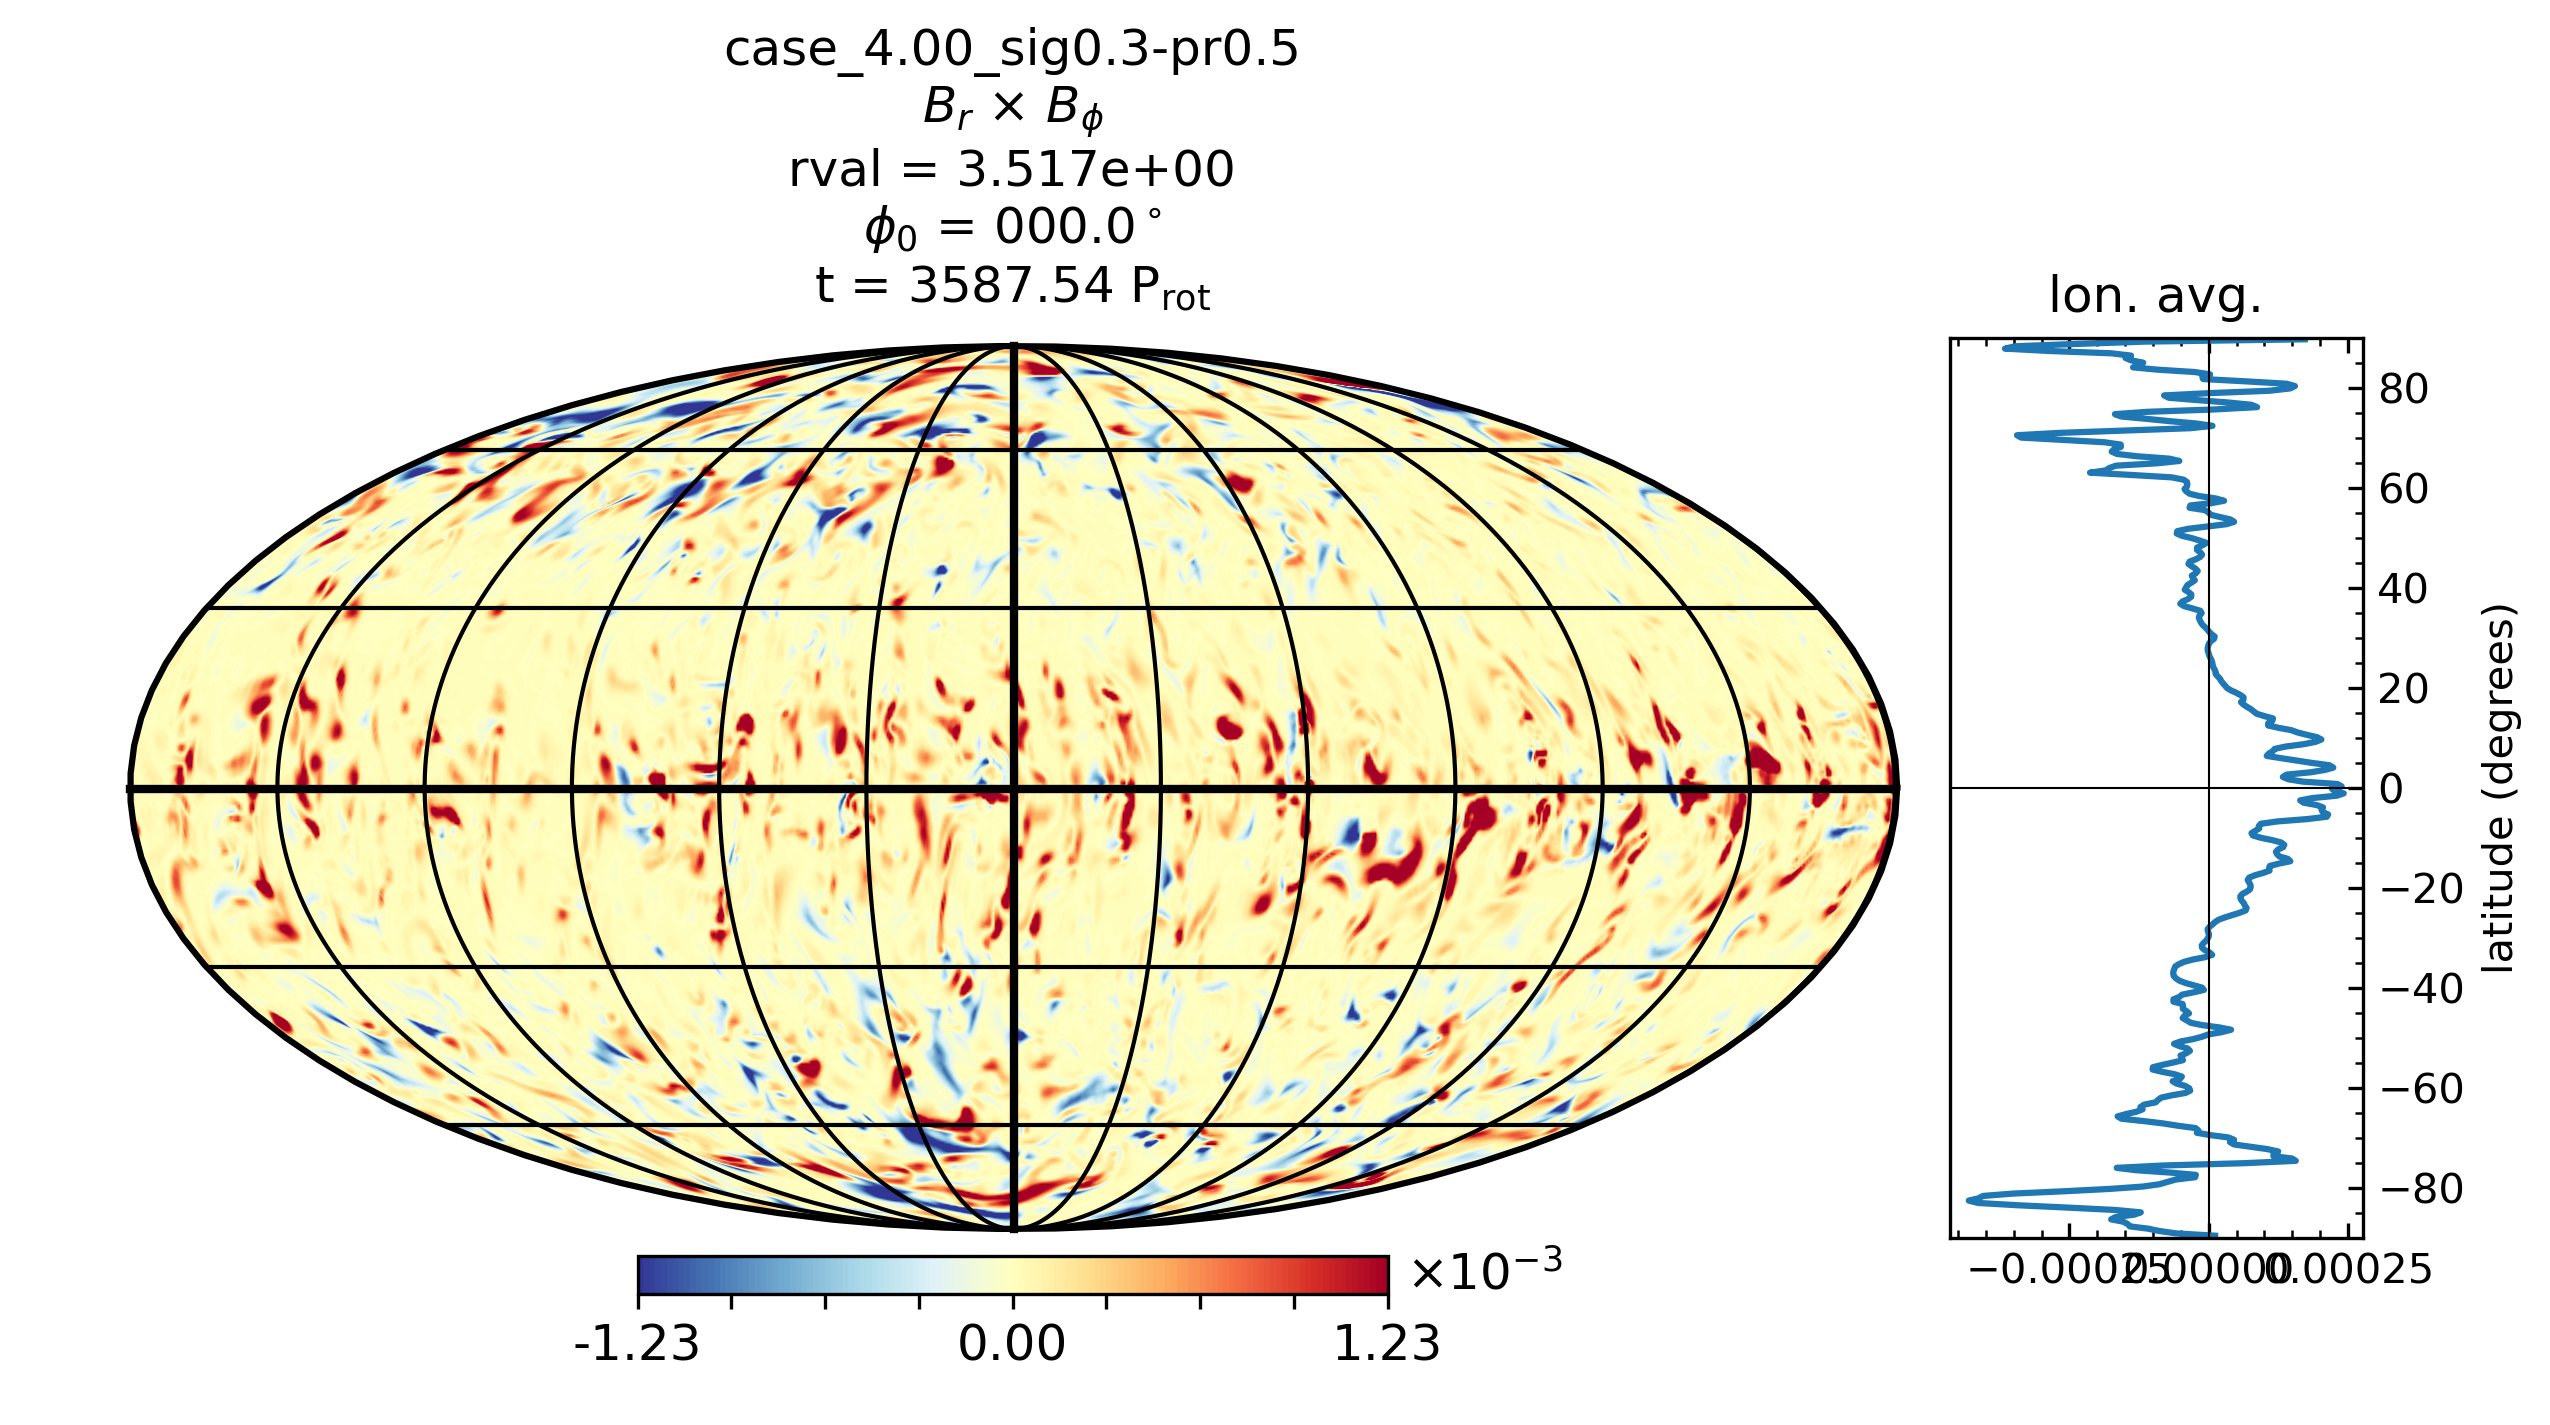 case_4.00_sig0.3-pr0.5
B_r × B_ϕ
rval = 3.517e+00
ϕ_0 = 000.0°
t = 3587.54 P_rot
lon. avg.
80
60
40
20
0
−20
−40
−60
−80
latitude (degrees)
−0.00025 0.00000 0.00025
×10^−3
-1.23 0.00 1.23